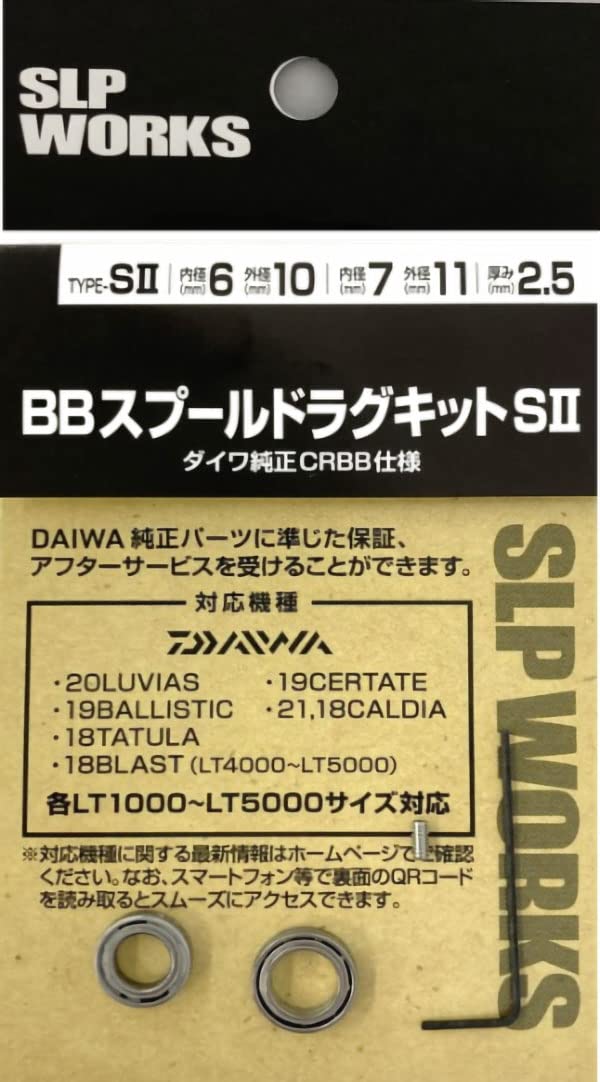 SLP
WORKS
TYPE-SⅡ 内径(mm)6 外径(mm)10 内径(mm)7 外径(mm)11 厚み(mm)2.5
BBスプールドラグキットSⅡ
ダイワ純正CRBB仕様
DAIWA 純正パーツに準じた保証、
アフターサービスを受けることができます。
対応機種
DAIWA
・20LUVIAS ・19CERTATE
・19BALLISTIC ・21,18CALDIA
・18TATULA
・18BLAST (LT4000~LT5000)
各LT1000~LT5000サイズ対応
※対応機種に関する最新情報はホームページで確認
ください。なお、スマートフォン等で裏面のQRコード
を読み取るとスムーズにアクセスできます。
SLP WORKS